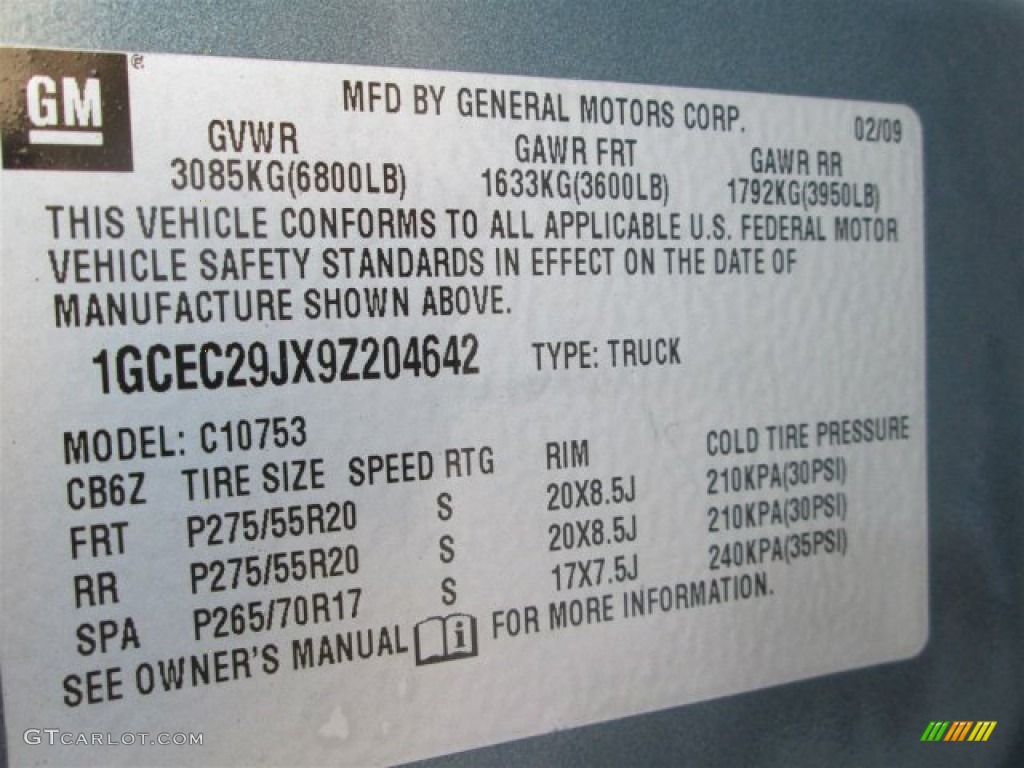 GM
MFD BY GENERAL MOTORS CORP. 02/09
GVWR GAWR FRT GAWR RR
3085KG(6800LB) 1633KG(3600LB) 1792KG(3950LB)
THIS VEHICLE CONFORMS TO ALL APPLICABLE U.S. FEDERAL MOTOR
VEHICLE SAFETY STANDARDS IN EFFECT ON THE DATE OF
MANUFACTURE SHOWN ABOVE.
1GCEC29JX9Z204642 TYPE: TRUCK
MODEL: C10753
CB6Z TIRE SIZE SPEED RTG RIM COLD TIRE PRESSURE
FRT P275/55R20 S 20X8.5J 210KPA(30PSI)
RR P275/55R20 S 20X8.5J 210KPA(30PSI)
SPA P265/70R17 S 17X7.5J 240KPA(35PSI)
SEE OWNER'S MANUAL i FOR MORE INFORMATION.
GTCARLOT.COM